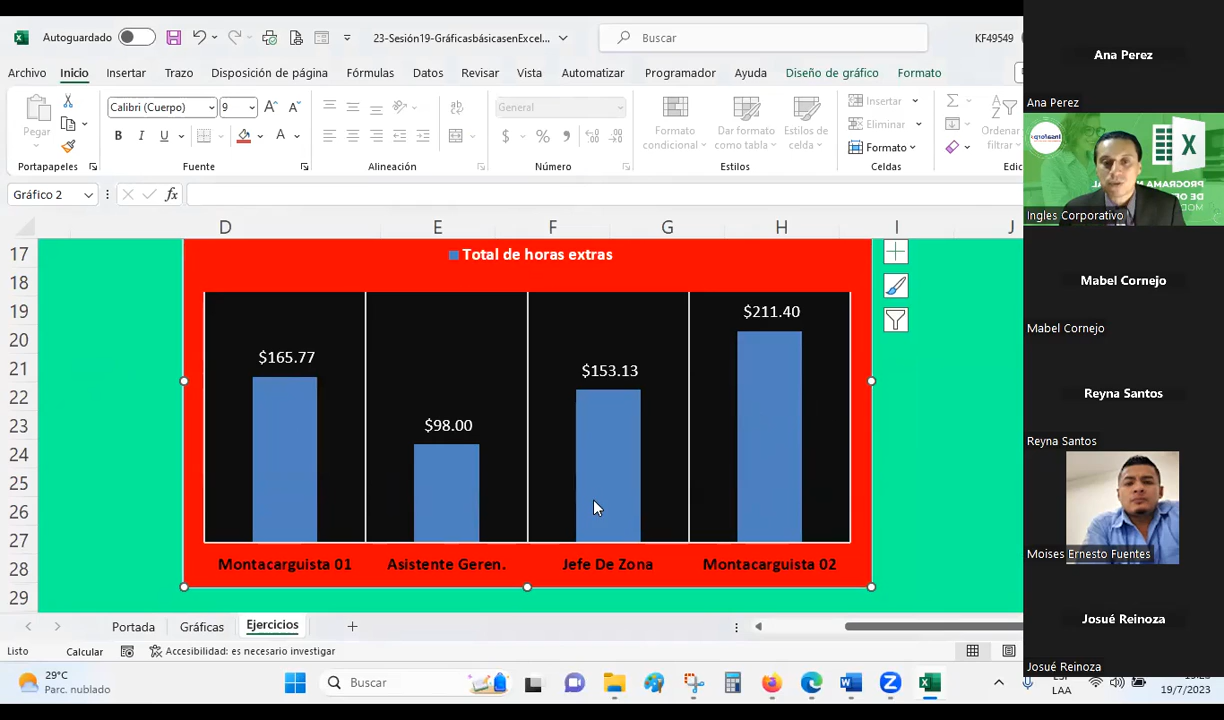 Autoguardado
23-Sesión19-GráficasbásicasenExcel...
Buscar
KF49549
Archivo Inicio Insertar Trazo Disposición de página Fórmulas Datos Revisar Vista Automatizar Programador Ayuda Diseño de gráfico Formato
Pegar
Calibri (Cuerpo) 9
General
Formato condicional
Dar formato como tabla
Estilos de celda
Insertar
Eliminar
Formato
Ordenar
filtrar
Portapapeles Fuente Alineación Número Estilos Celdas
Gráfico 2
D E F G H I J
17
18
19
20
21
22
23
24
25
26
27
28
29
Total de horas extras
$165.77
$98.00
$153.13
$211.40
Montacarguista 01 Asistente Geren. Jefe De Zona Montacarguista 02
Portada Gráficas Ejercicios
Listo Calcular Accesibilidad: es necesario investigar
29°C
Parc. nublado
Buscar
ESP
LAA
19/7/2023
Ana Perez
Ana Perez
Ingles Corporativo
Mabel Cornejo
Mabel Cornejo
Reyna Santos
Reyna Santos
Moises Ernesto Fuentes
Josué Reinoza
Josué Reinoza